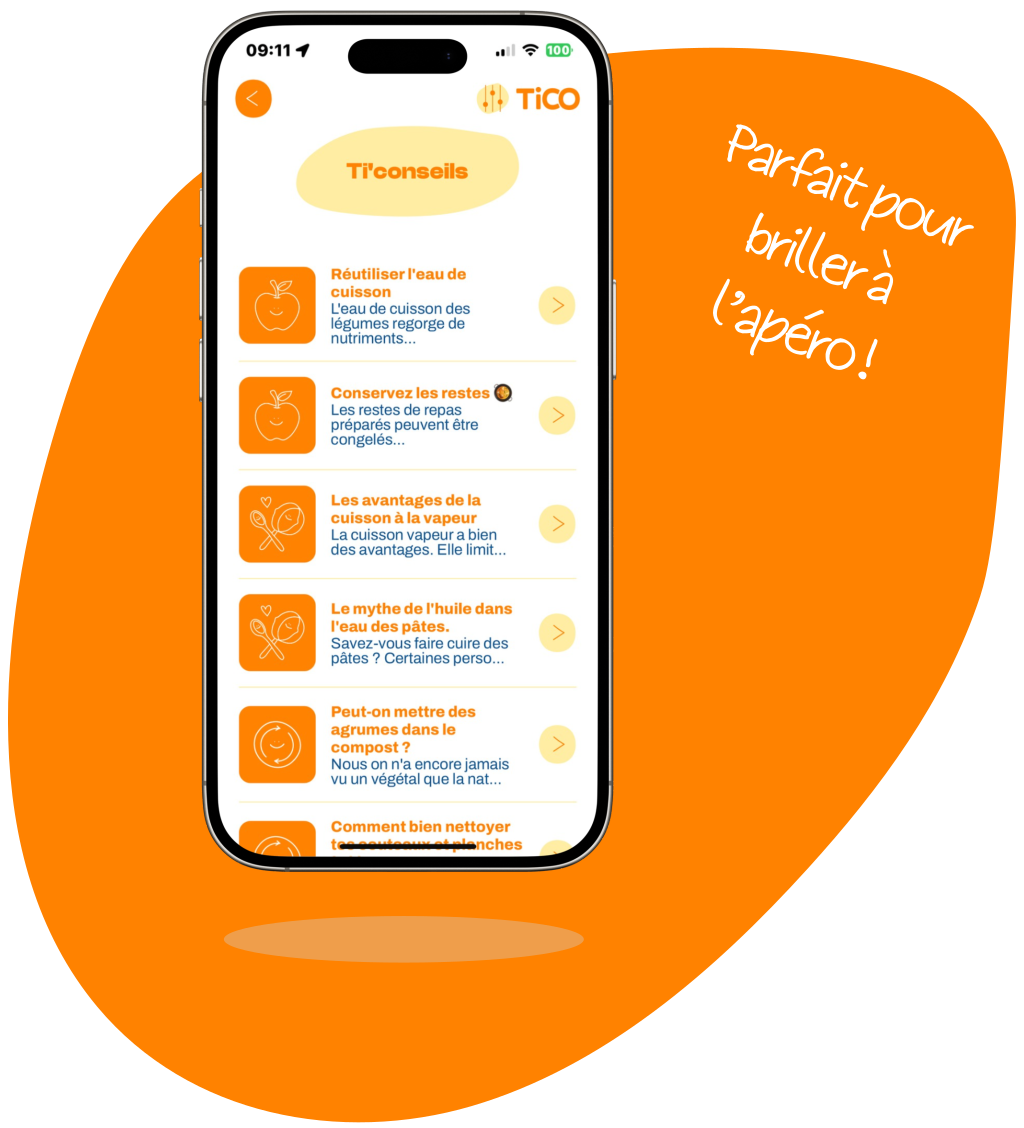 09:11
100
TiCO
Ti'conseils
Réutiliser l'eau de
cuisson
L'eau de cuisson des
légumes regorge de
nutriments...
Conservez les restes 🥘
Les restes de repas
préparés peuvent être
congelés...
Les avantages de la
cuisson à la vapeur
La cuisson vapeur a bien
des avantages. Elle limit...
Le mythe de l'huile dans
l'eau des pâtes.
Savez-vous faire cuire des
pâtes ? Certaines perso...
Peut-on mettre des
agrumes dans le
compost ?
Nous on n'a encore jamais
vu un végétal que la nat...
Comment bien nettoyer
tes couteaux et planches
Parfait pour
briller à
l'apéro !